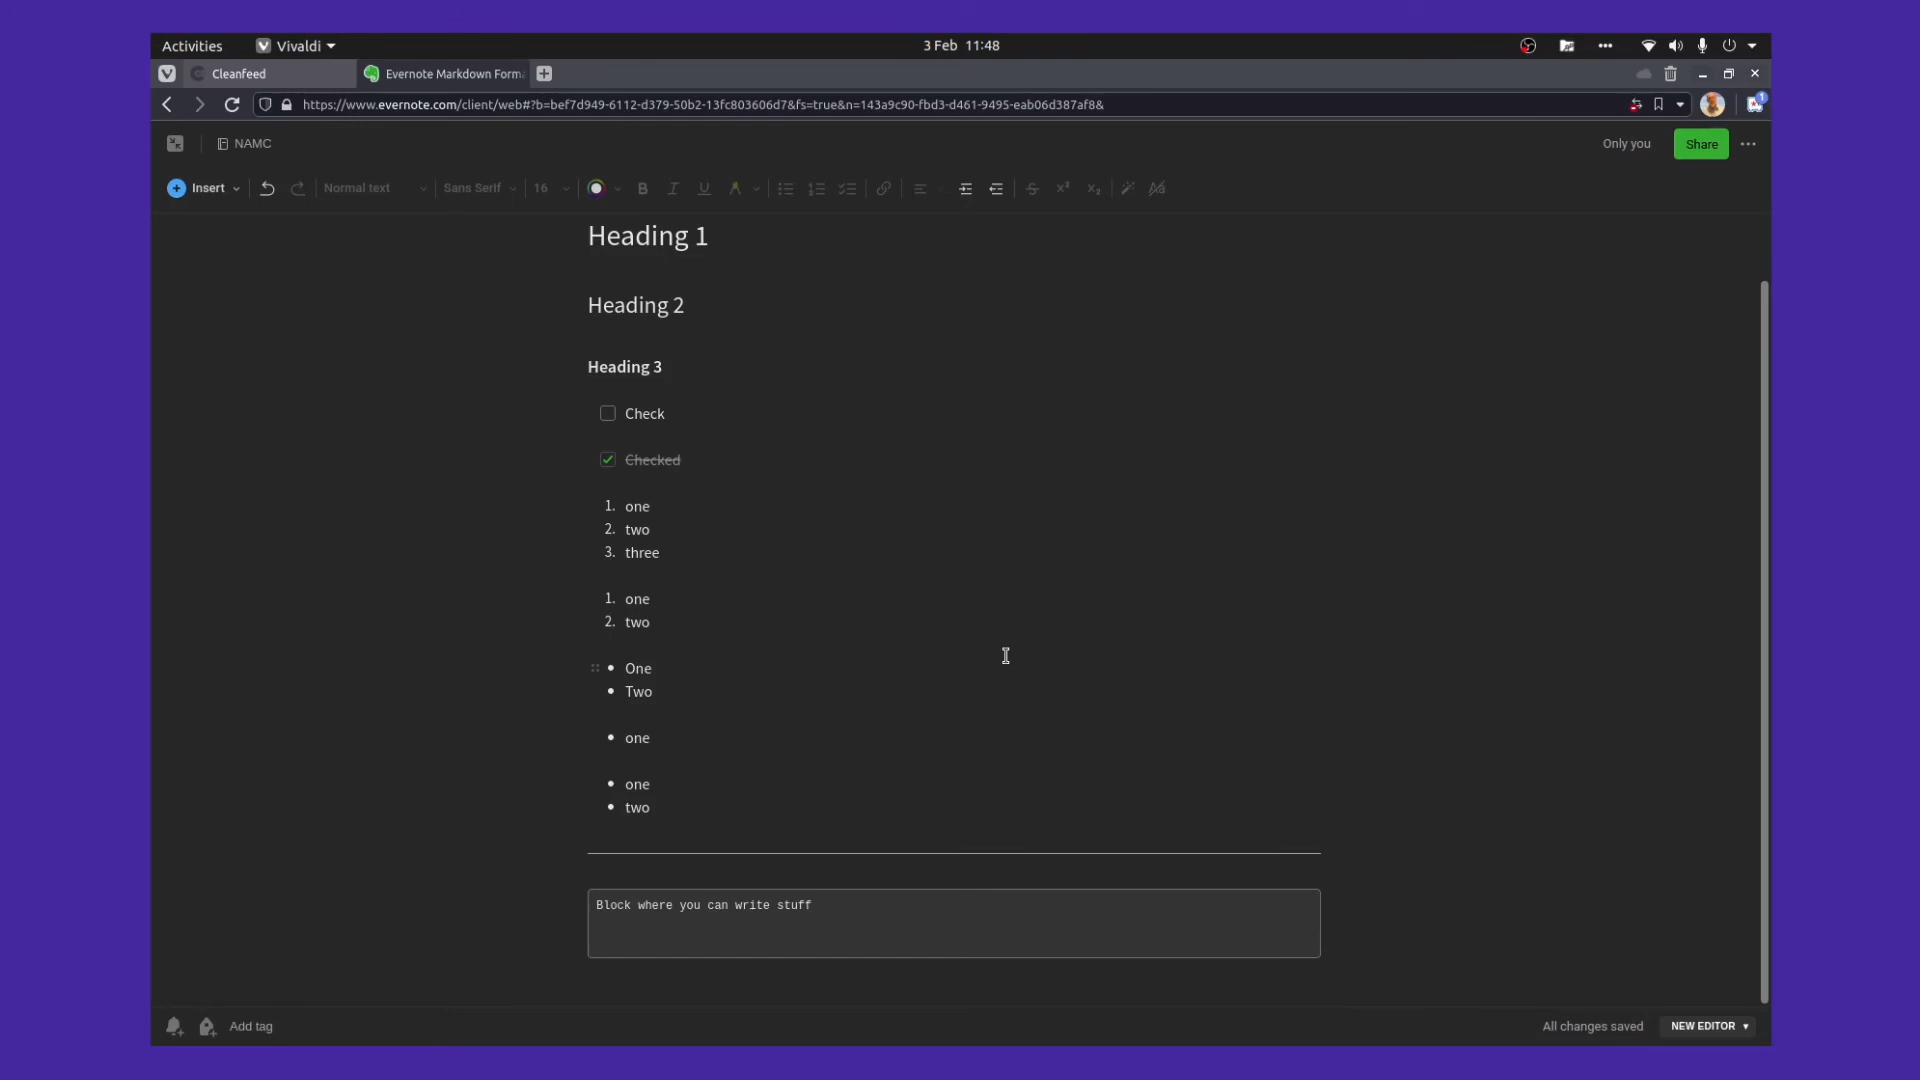 Activities Vivaldi 3 Feb 11:48
Cleanfeed Evernote Markdown Form
https://www.evernote.com/client/web#?b=bef7d949-6112-d379-50b2-13fc803606d7&fs=true&n=143a9c90-fbd3-d461-9495-eab06d387af8& 1
NAMC Only you Share
Insert Normal text Sans Serif 16 B I U
Heading 1
Heading 2
Heading 3
Check
Checked
1. one
2. two
3. three
1. one
2. two
• One
• Two
• one
• one
• two
Block where you can write stuff
Add tag All changes saved NEW EDITOR